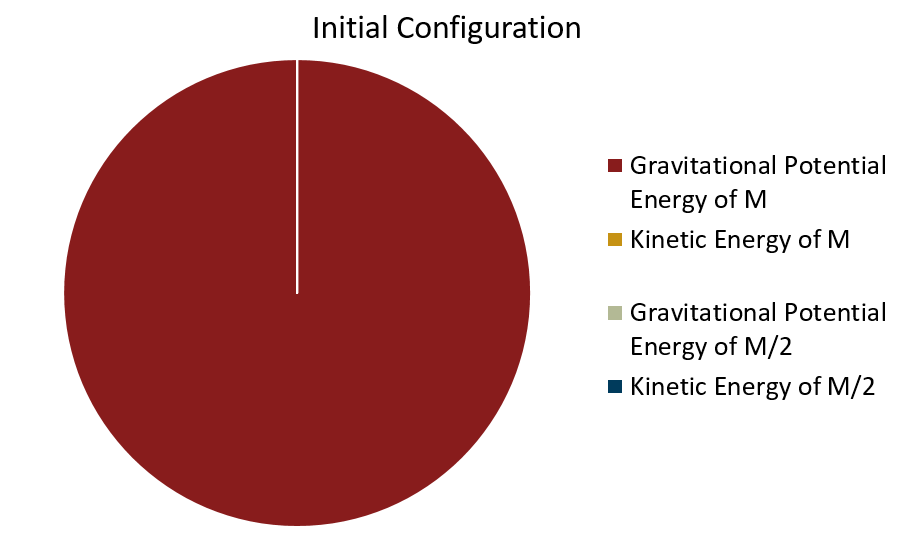 Initial Configuration
Gravitational Potential
Energy of M
Kinetic Energy of M
Gravitational Potential
Energy of M/2
Kinetic Energy of M/2